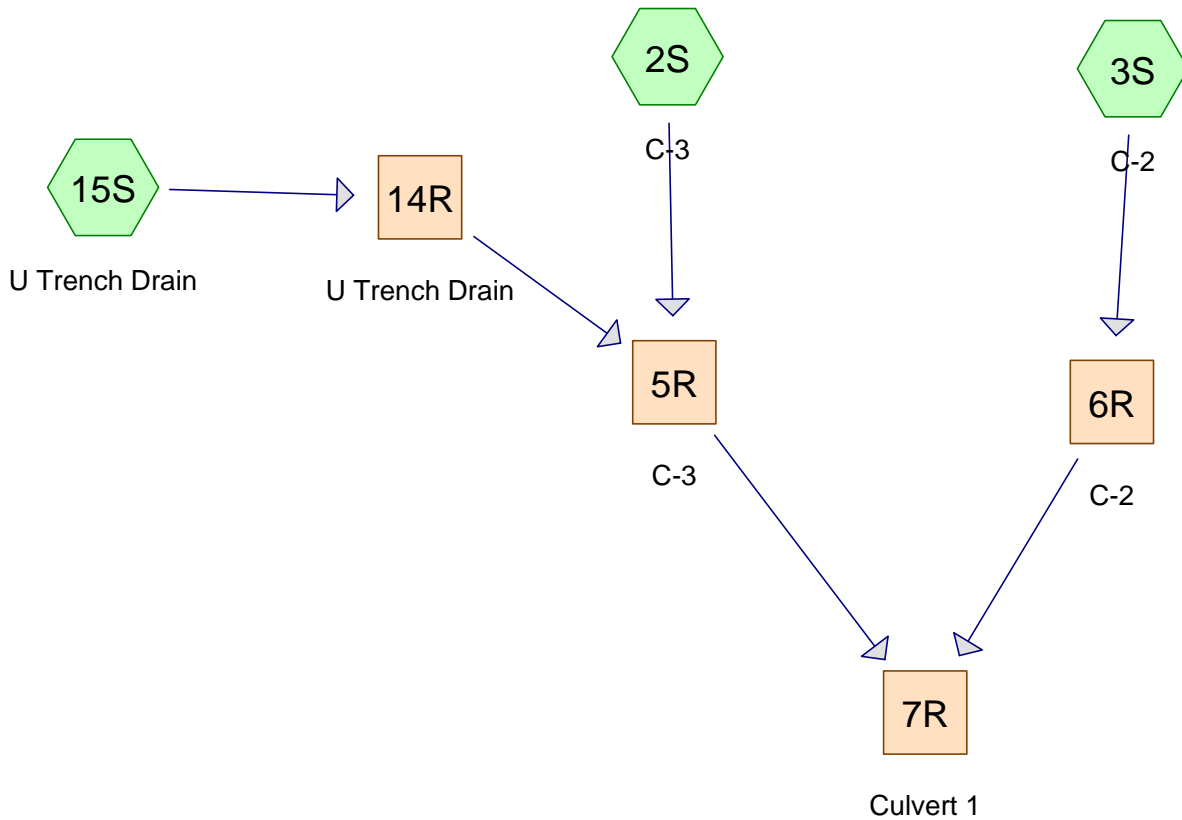 2S
C-3
3S
C-2
15S
U Trench Drain
14R
U Trench Drain
5R
C-3
6R
C-2
7R
Culvert 1